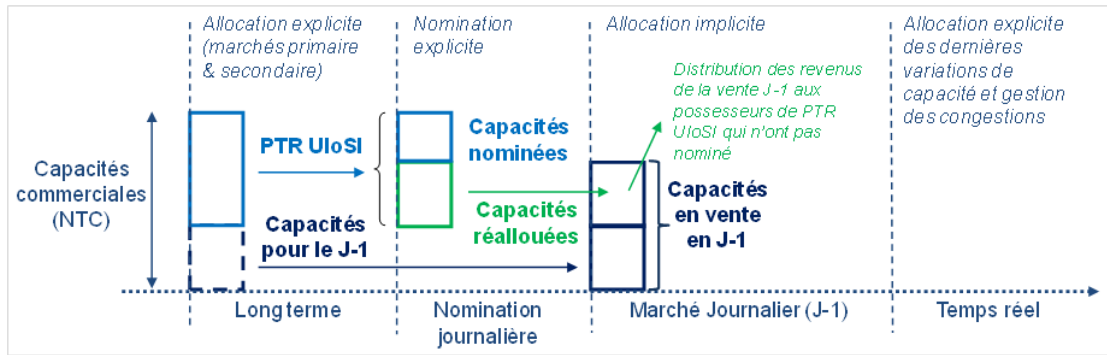 Allocation explicite
(marchés primaire
& secondaire)
Nomination
explicite
Allocation implicite
Allocation explicite
des dernières
variations de
capacité et gestion
des congestions
Distribution des revenus
de la vente J-1 aux
possesseurs de PTR
UIoSI qui n'ont pas
nominé
Capacités
commerciales
(NTC)
PTR UIoSI
Capacités
nominées
Capacités
pour le J-1
Capacités
réallouées
Capacités
en vente
en J-1
Long terme
Nomination
journalière
Marché Journalier (J-1)
Temps réel